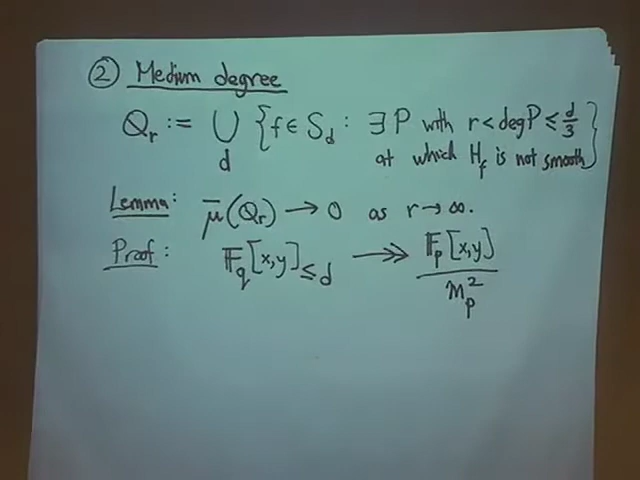 ② Medium degree
Q_r := ⋃_d { f ∈ S_d : ∃ P with r < deg P ≤ d/3
at which H_f is not smooth }
Lemma: μ̄(Q_r) → 0 as r → ∞.
Proof: 𝔽_q[x,y]_{≤d} ↠ 𝔽_p[x,y] / m_p^2